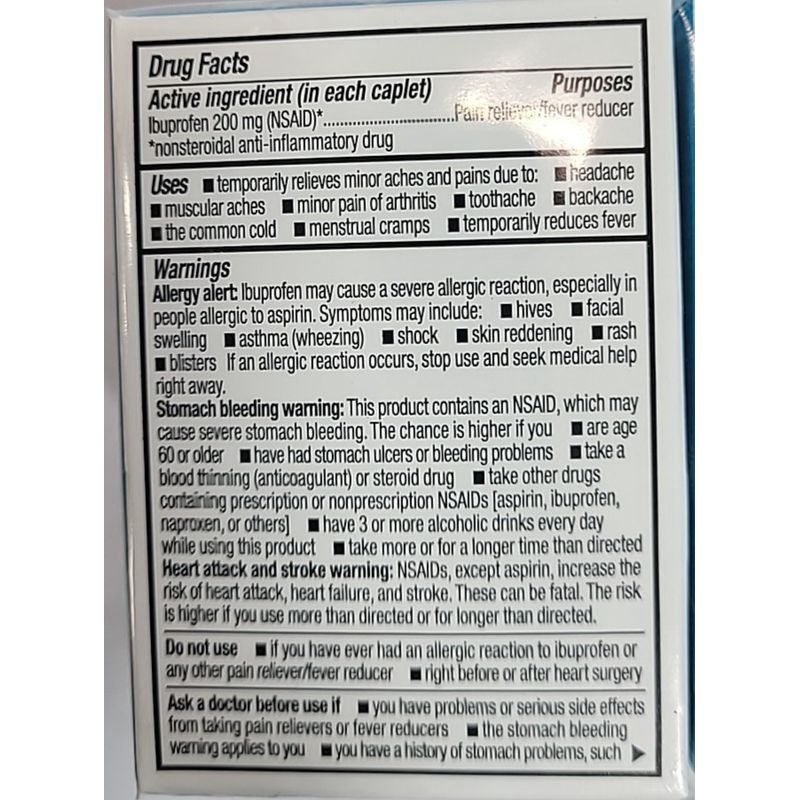 Drug Facts
Active ingredient (in each caplet) Purposes
Ibuprofen 200 mg (NSAID)*..............................Pain reliever/fever reducer
*nonsteroidal anti-inflammatory drug
Uses ■ temporarily relieves minor aches and pains due to: ■ headache
■ muscular aches ■ minor pain of arthritis ■ toothache ■ backache
■ the common cold ■ menstrual cramps ■ temporarily reduces fever
Warnings
Allergy alert: Ibuprofen may cause a severe allergic reaction, especially in
people allergic to aspirin. Symptoms may include: ■ hives ■ facial
swelling ■ asthma (wheezing) ■ shock ■ skin reddening ■ rash
■ blisters If an allergic reaction occurs, stop use and seek medical help
right away.
Stomach bleeding warning: This product contains an NSAID, which may
cause severe stomach bleeding. The chance is higher if you ■ are age
60 or older ■ have had stomach ulcers or bleeding problems ■ take a
blood thinning (anticoagulant) or steroid drug ■ take other drugs
containing prescription or nonprescription NSAIDs [aspirin, ibuprofen,
naproxen, or others] ■ have 3 or more alcoholic drinks every day
while using this product ■ take more or for a longer time than directed
Heart attack and stroke warning: NSAIDs, except aspirin, increase the
risk of heart attack, heart failure, and stroke. These can be fatal. The risk
is higher if you use more than directed or for longer than directed.
Do not use ■ if you have ever had an allergic reaction to ibuprofen or
any other pain reliever/fever reducer ■ right before or after heart surgery
Ask a doctor before use if ■ you have problems or serious side effects
from taking pain relievers or fever reducers ■ the stomach bleeding
warning applies to you ■ you have a history of stomach problems, such ▶